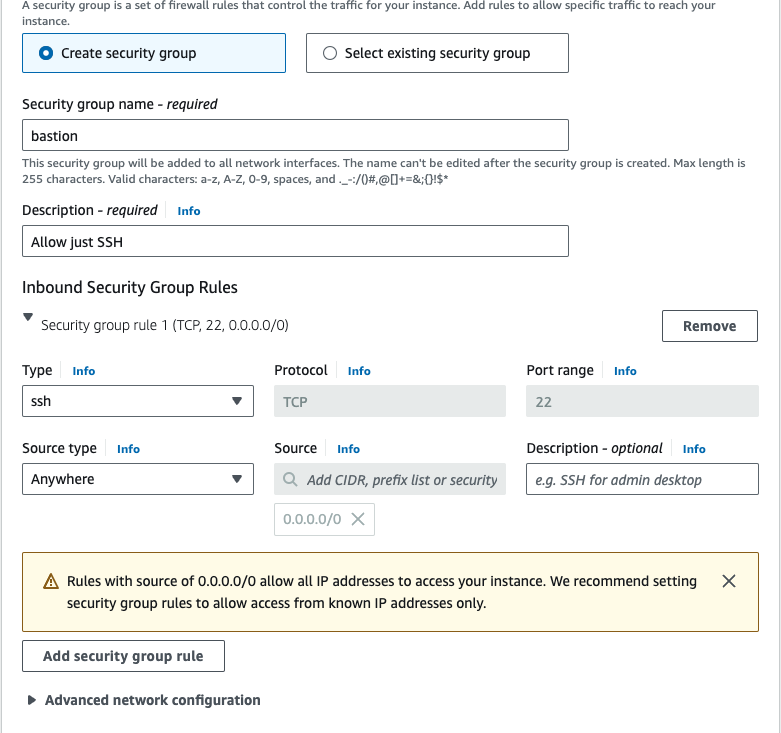 A security group is a set of firewall rules that control the traffic for your instance. Add rules to allow specific traffic to reach your
instance.
Create security group
Select existing security group
Security group name - required
bastion
This security group will be added to all network interfaces. The name can't be edited after the security group is created. Max length is
255 characters. Valid characters: a-z, A-Z, 0-9, spaces, and ._-:/()#,@[]+=&;{}!$*
Description - required Info
Allow just SSH
Inbound Security Group Rules
Security group rule 1 (TCP, 22, 0.0.0.0/0)
Remove
Type Info
Protocol Info
Port range Info
ssh
TCP
22
Source type Info
Source Info
Description - optional Info
Anywhere
Add CIDR, prefix list or security
e.g. SSH for admin desktop
0.0.0.0/0
Rules with source of 0.0.0.0/0 allow all IP addresses to access your instance. We recommend setting
security group rules to allow access from known IP addresses only.
Add security group rule
Advanced network configuration